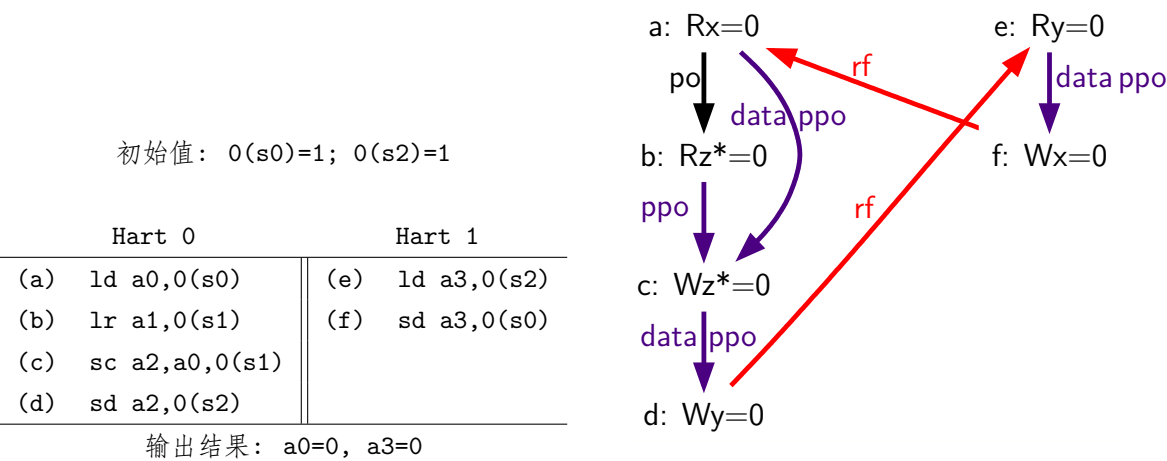 初始值: 0(s0)=1; 0(s2)=1
Hart 0 Hart 1
(a) ld a0,0(s0) (e) ld a3,0(s2)
(b) lr a1,0(s1) (f) sd a3,0(s0)
(c) sc a2,a0,0(s1)
(d) sd a2,0(s2)
输出结果: a0=0, a3=0
a: Rx=0 e: Ry=0
po rf data ppo
data ppo
b: Rz*=0 f: Wx=0
ppo rf
c: Wz*=0
data ppo
d: Wy=0